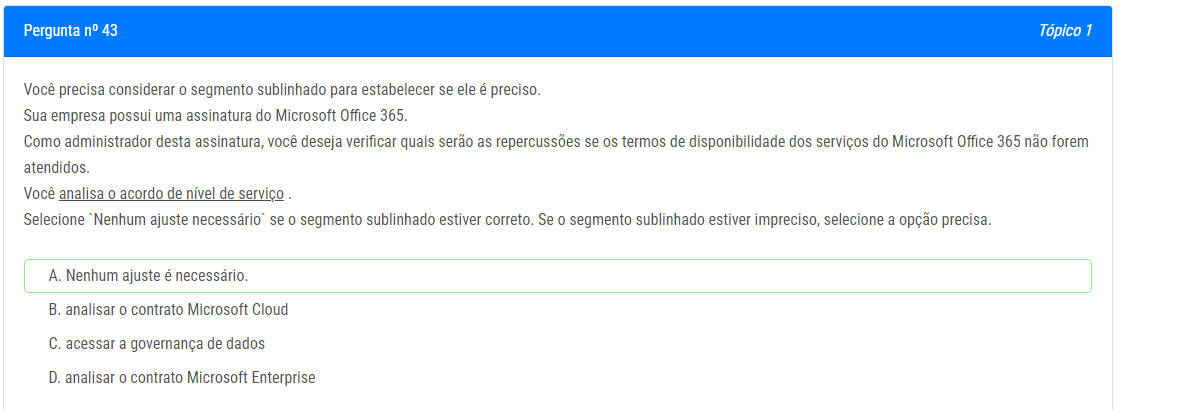 Pergunta nº 43
Tópico 1
Você precisa considerar o segmento sublinhado para estabelecer se ele é preciso.
Sua empresa possui uma assinatura do Microsoft Office 365.
Como administrador desta assinatura, você deseja verificar quais serão as repercussões se os termos de disponibilidade dos serviços do Microsoft Office 365 não forem
atendidos.
Você analisa o acordo de nível de serviço .
Selecione `Nenhum ajuste necessário` se o segmento sublinhado estiver correto. Se o segmento sublinhado estiver impreciso, selecione a opção precisa.
A. Nenhum ajuste é necessário.
B. analisar o contrato Microsoft Cloud
C. acessar a governança de dados
D. analisar o contrato Microsoft Enterprise